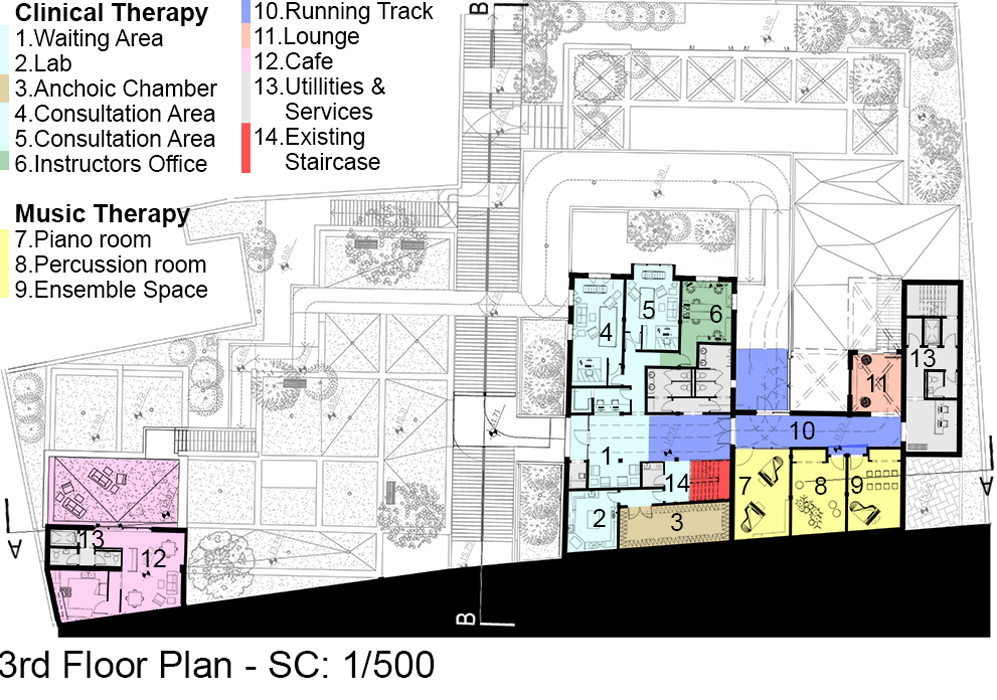 Clinical Therapy
1.Waiting Area
2.Lab
3.Anchoic Chamber
4.Consultation Area
5.Consultation Area
6.Instructors Office
Music Therapy
7.Piano room
8.Percussion room
9.Ensemble Space
10.Running Track
11.Lounge
12.Cafe
13.Utillities &
Services
14.Existing
Staircase
B
5
6
4
13
11
10
1
14
7
8
9
2
3
A
A
13
12
B
3rd Floor Plan - SC: 1/500